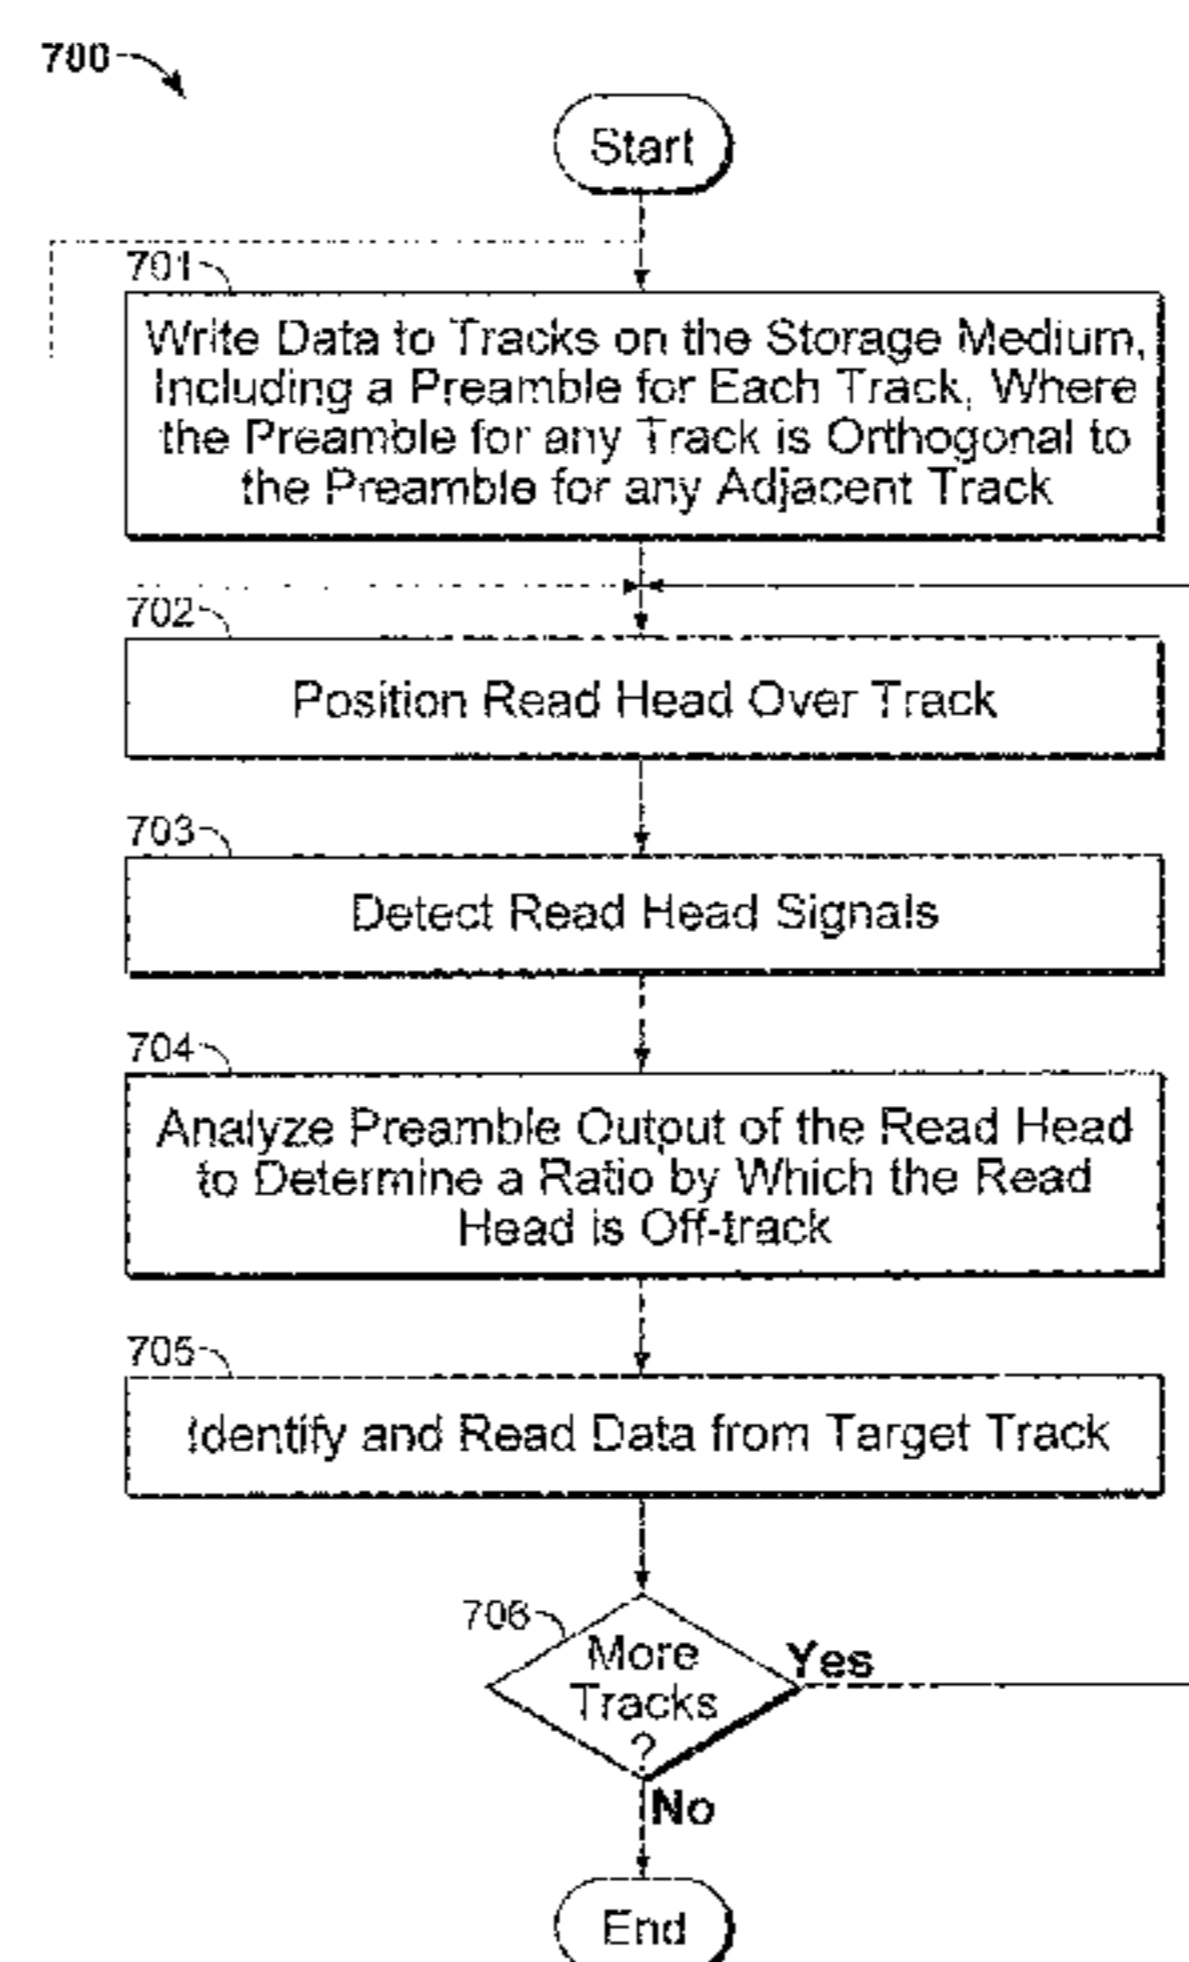 700
Start
701
Write Data to Tracks on the Storage Medium,
Including a Preamble for Each Track, Where
the Preamble for any Track is Orthogonal to
the Preamble for any Adjacent Track
702
Position Read Head Over Track
703
Detect Read Head Signals
704
Analyze Preamble Output of the Read Head
to Determine a Ratio by Which the Read
Head is Off-track
705
Identify and Read Data from Target Track
706
More
Tracks
?
Yes
No
End